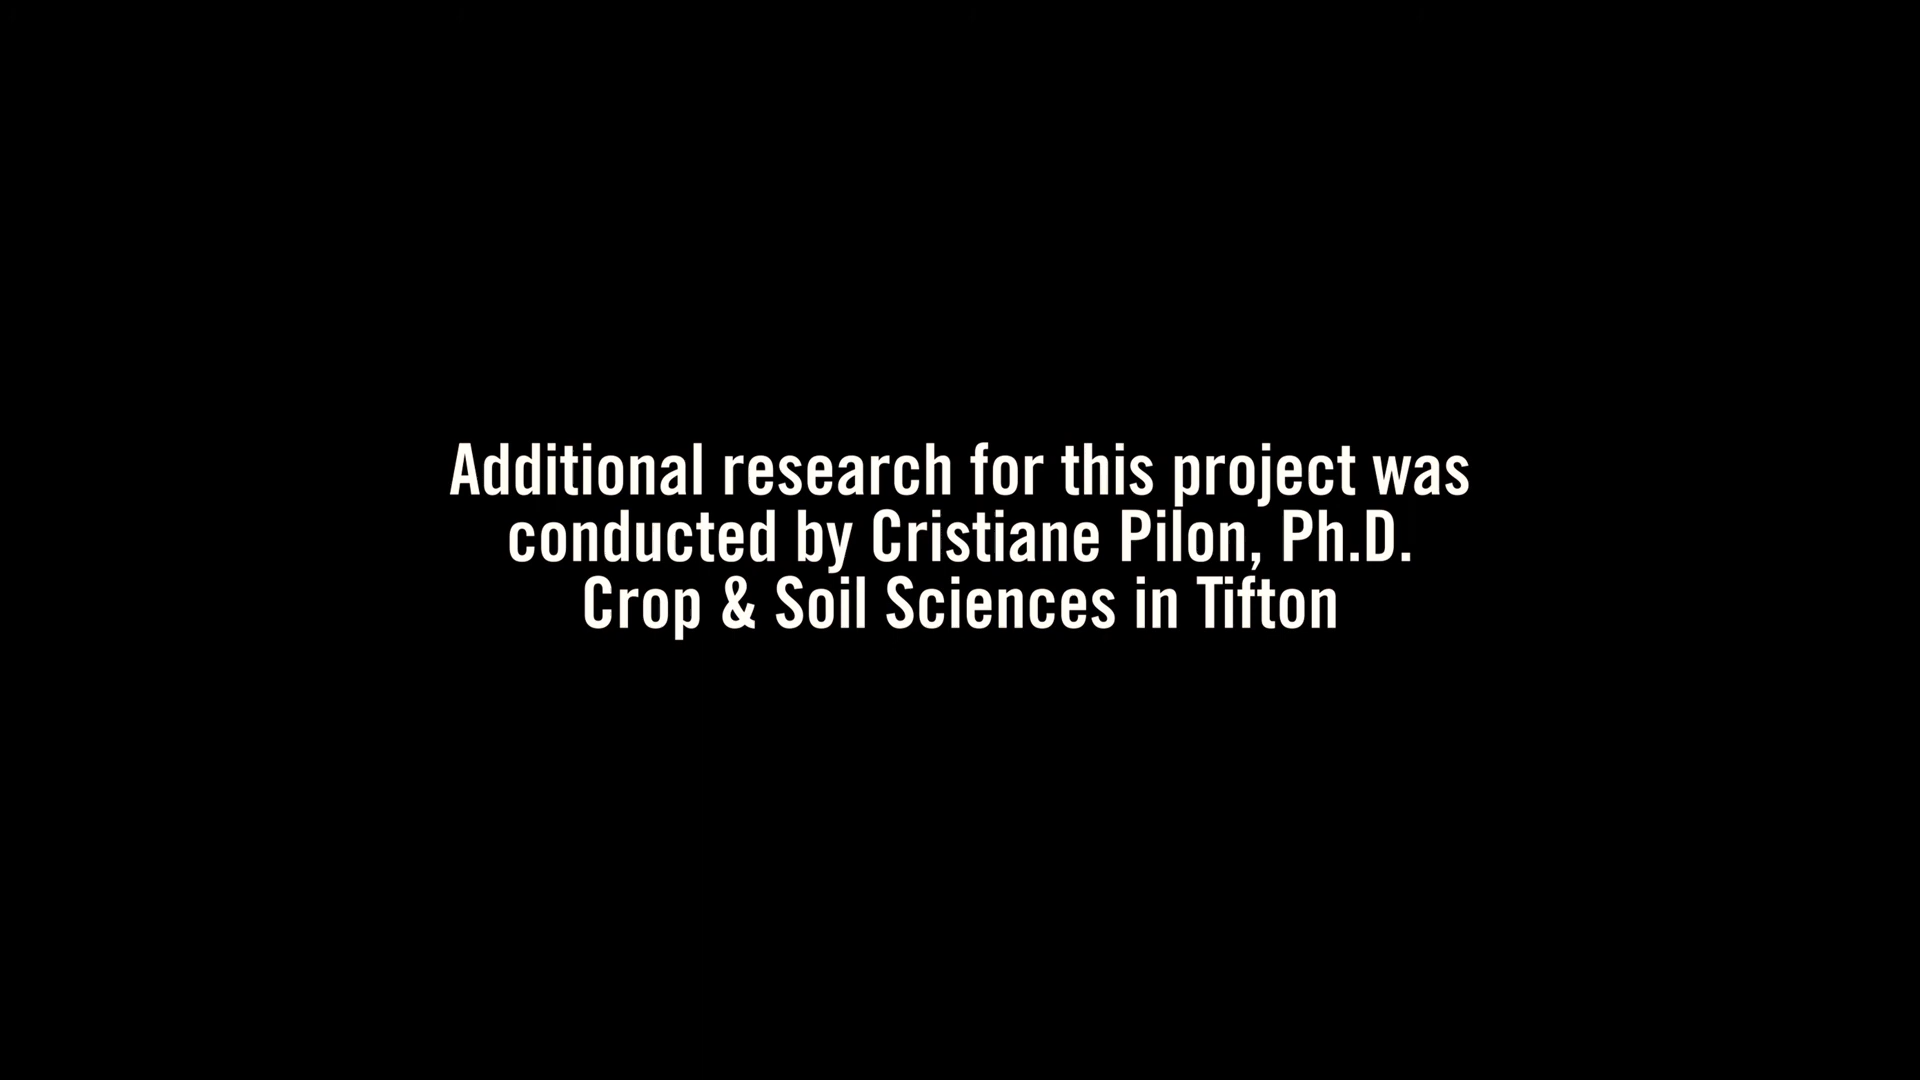 Additional research for this project was
conducted by Cristiane Pilon, Ph.D.
Crop & Soil Sciences in Tifton